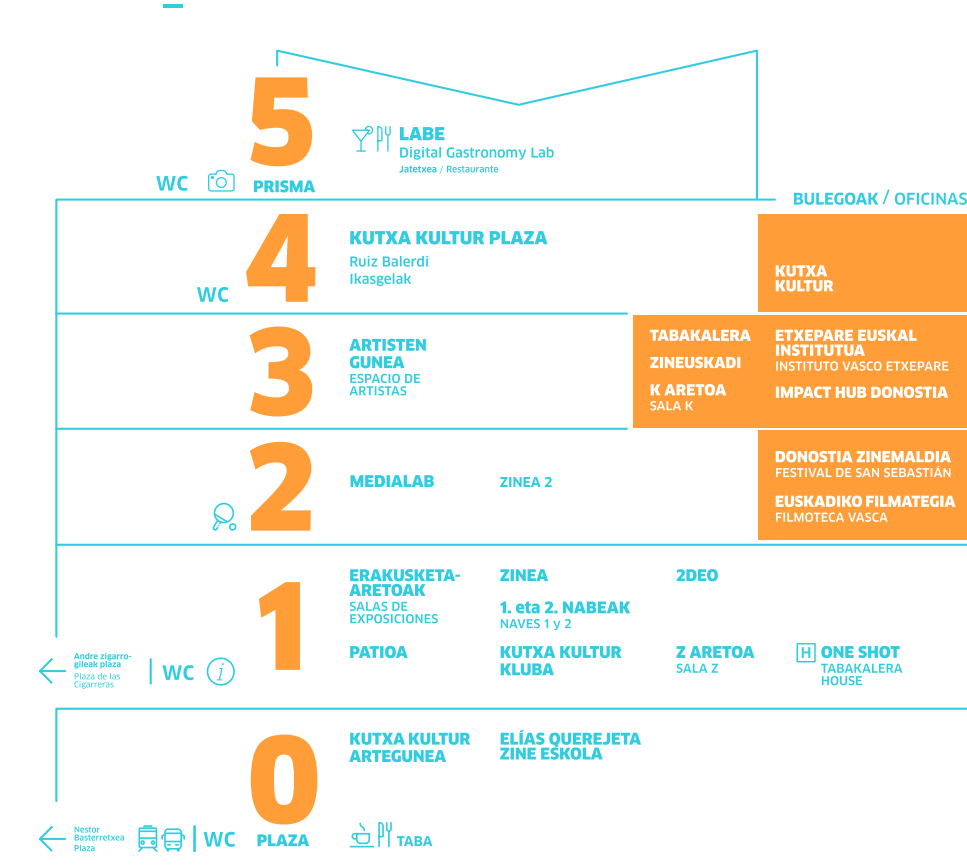 5
LABE
Digital Gastronomy Lab
Jatetxea / Restaurante
WC
PRISMA
BULEGOAK / OFICINAS
4
KUTXA KULTUR PLAZA
Ruiz Balerdi
Ikasgelak
WC
KUTXA
KULTUR
3
ARTISTEN
GUNEA
ESPACIO DE
ARTISTAS
TABAKALERA
ZINEUSKADI
K ARETOA
SALA K
ETXEPARE EUSKAL
INSTITUTUA
INSTITUTO VASCO ETXEPARE
IMPACT HUB DONOSTIA
2
MEDIALAB
ZINEA 2
DONOSTIA ZINEMALDIA
FESTIVAL DE SAN SEBASTIÁN
EUSKADIKO FILMATEGIA
FILMOTECA VASCA
1
ERAKUSKETA-
ARETOAK
SALAS DE
EXPOSICIONES
ZINEA
2DEO
1. eta 2. NABEAK
NAVES 1 y 2
PATIOA
KUTXA KULTUR
KLUBA
Z ARETOA
SALA Z
H
ONE SHOT
TABAKALERA
HOUSE
Andre zigarro-
gileak plaza
Plaza de las
Cigarreras
WC
i
0
KUTXA KULTUR
ARTEGUNEA
ELÍAS QUEREJETA
ZINE ESKOLA
Nestor
Basterretxea
Plaza
WC
PLAZA
TABA